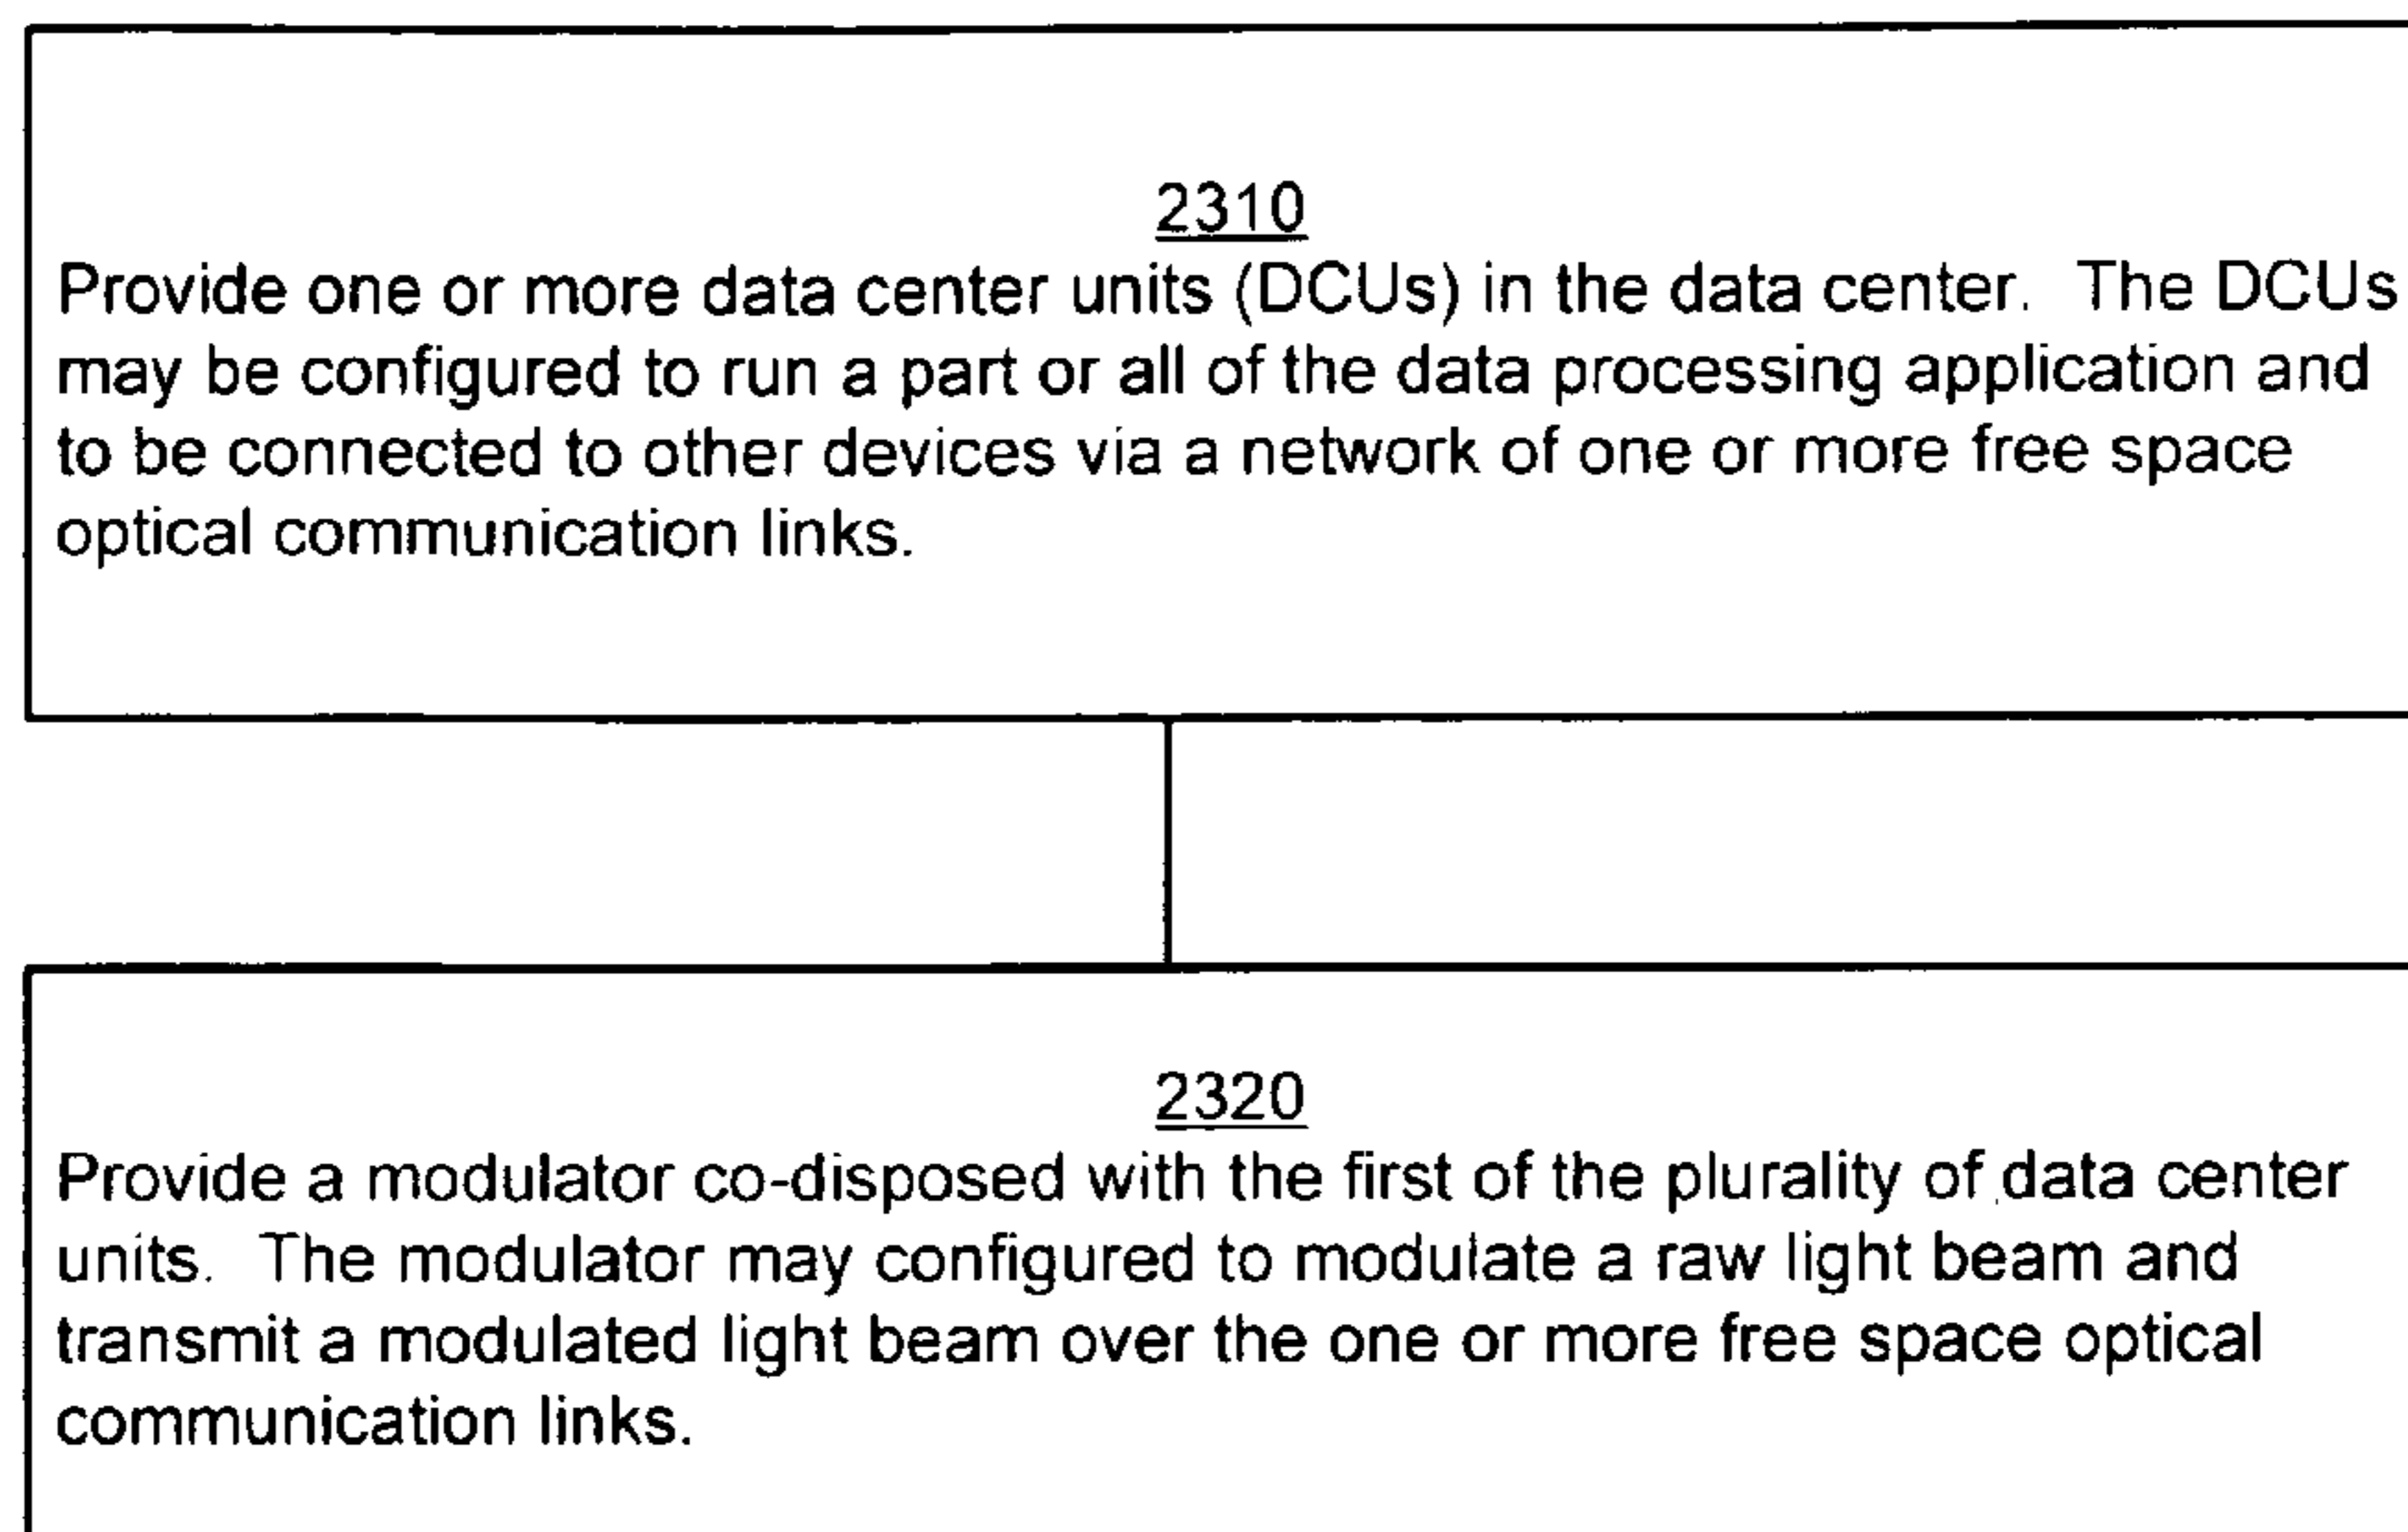 2310
Provide one or more data center units (DCUs) in the data center. The DCUs
may be configured to run a part or all of the data processing application and
to be connected to other devices via a network of one or more free space
optical communication links.
2320
Provide a modulator co-disposed with the first of the plurality of data center
units. The modulator may configured to modulate a raw light beam and
transmit a modulated light beam over the one or more free space optical
communication links.